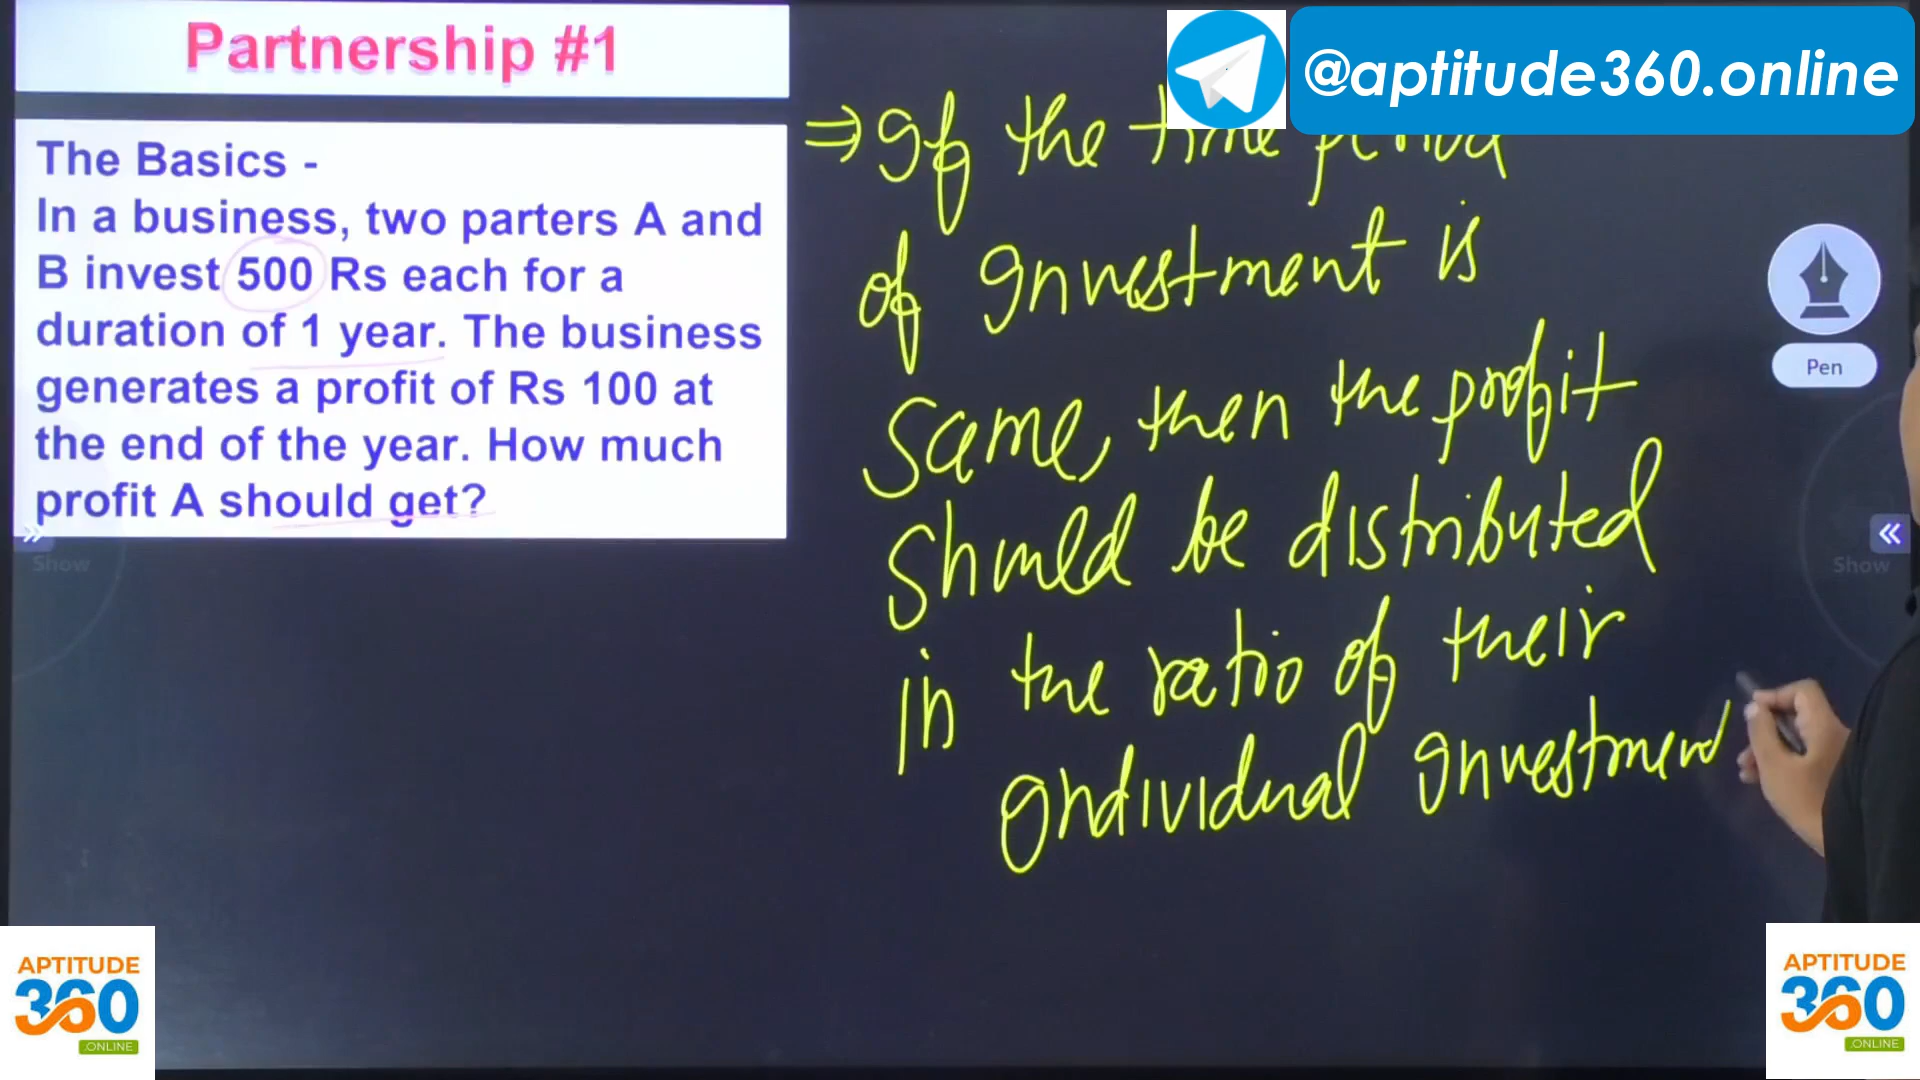 Partnership #1
@aptitude360.online
The Basics -
In a business, two parters A and
B invest 500 Rs each for a
duration of 1 year. The business
generates a profit of Rs 100 at
the end of the year. How much
profit A should get?
⇒ If the time period
of Investment is
Same, then the profit
Should be distributed
in the ratio of their
Individual Investment
Pen
Show
Show
APTITUDE
360
.ONLINE
APTITUDE
360
.ONLINE